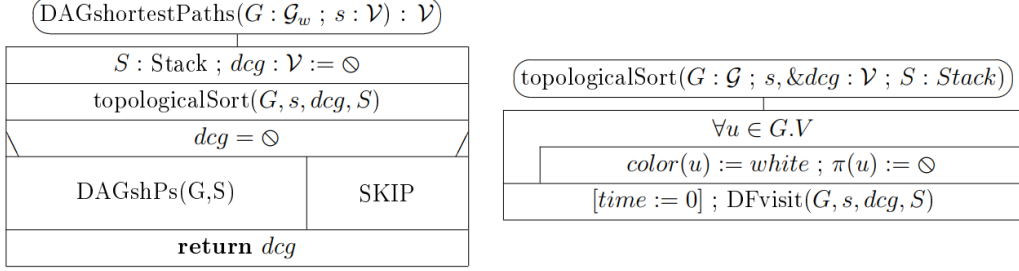 DAGshortestPaths(G : 𝒢_w ; s : 𝒱) : 𝒱
S : Stack ; dcg : 𝒱 := ⦸
topologicalSort(G, s, dcg, S)
dcg = ⦸
DAGshPs(G,S)
SKIP
return dcg
topologicalSort(G : 𝒢 ; s, &dcg : 𝒱 ; S : Stack)
∀u ∈ G.V
color(u) := white ; π(u) := ⦸
[time := 0] ; DFvisit(G, s, dcg, S)